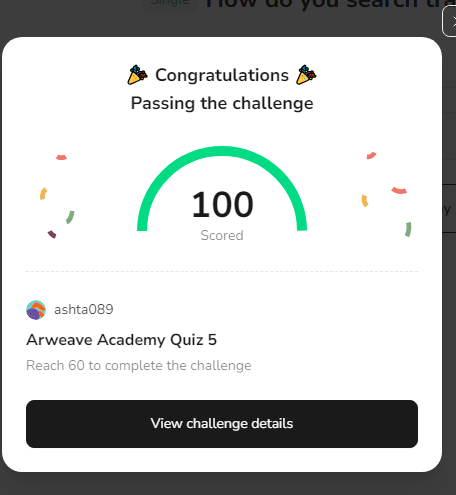 Single How do you search tra
Congratulations
Passing the challenge
100
Scored
ashta089
Arweave Academy Quiz 5
Reach 60 to complete the challenge
View challenge details